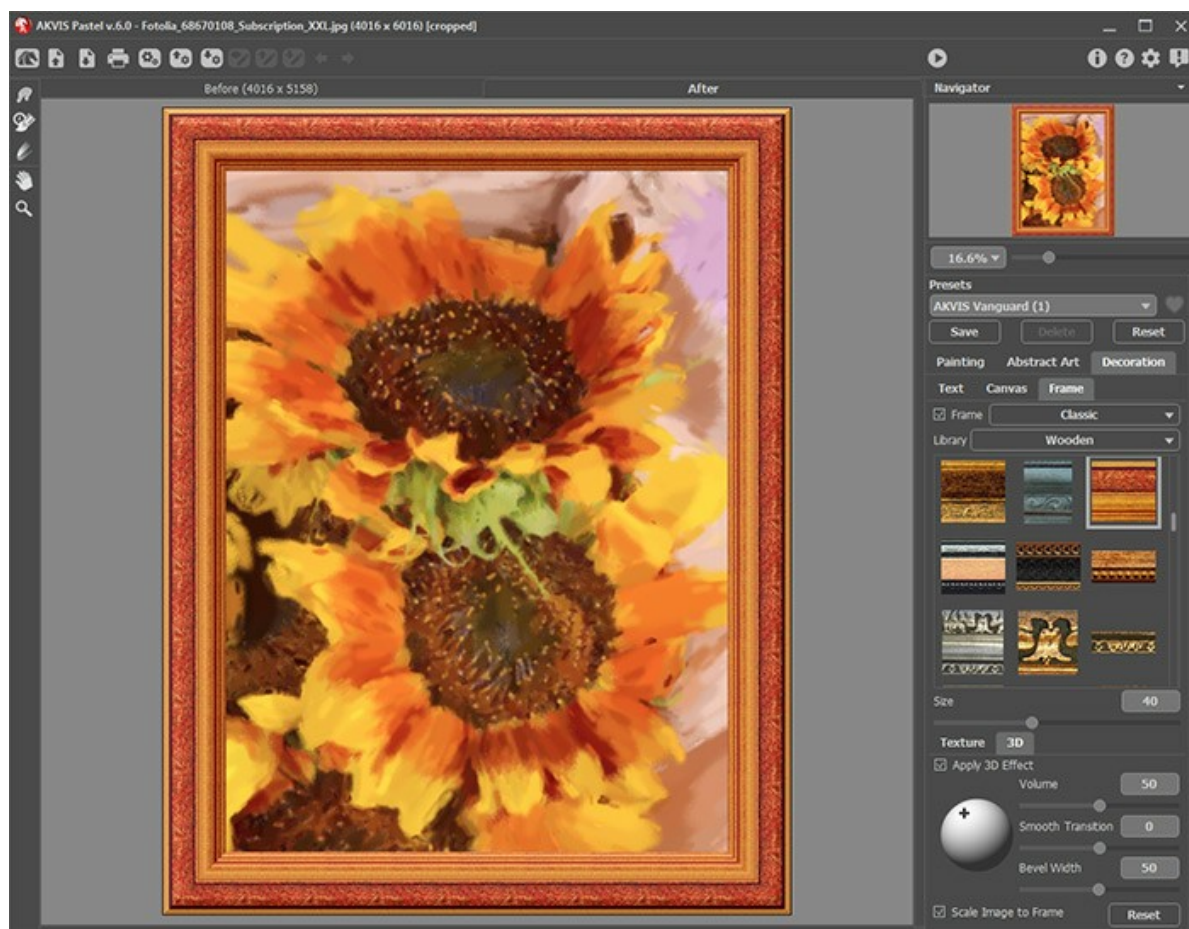 AKVIS Pastel v.6.0 - Fotolia_68670108_Subscription_XXL.jpg (4016 x 6016) [cropped]
Before (4016 x 5158)
After
Navigator
16.6%
Presets
AKVIS Vanguard (1)
Save Delete Reset
Painting Abstract Art Decoration
Text Canvas Frame
Frame Classic
Library Wooden
Size 40
Texture 3D
Apply 3D Effect
Volume 50
Smooth Transition 0
Bevel Width 50
Scale Image to Frame Reset